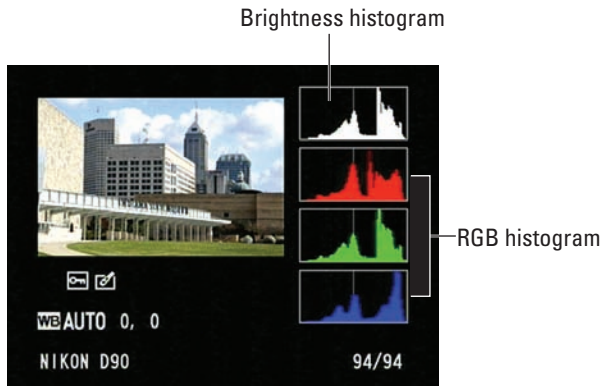 Brightness histogram
RGB histogram
WB AUTO 0, 0
NIKON D90
94/94